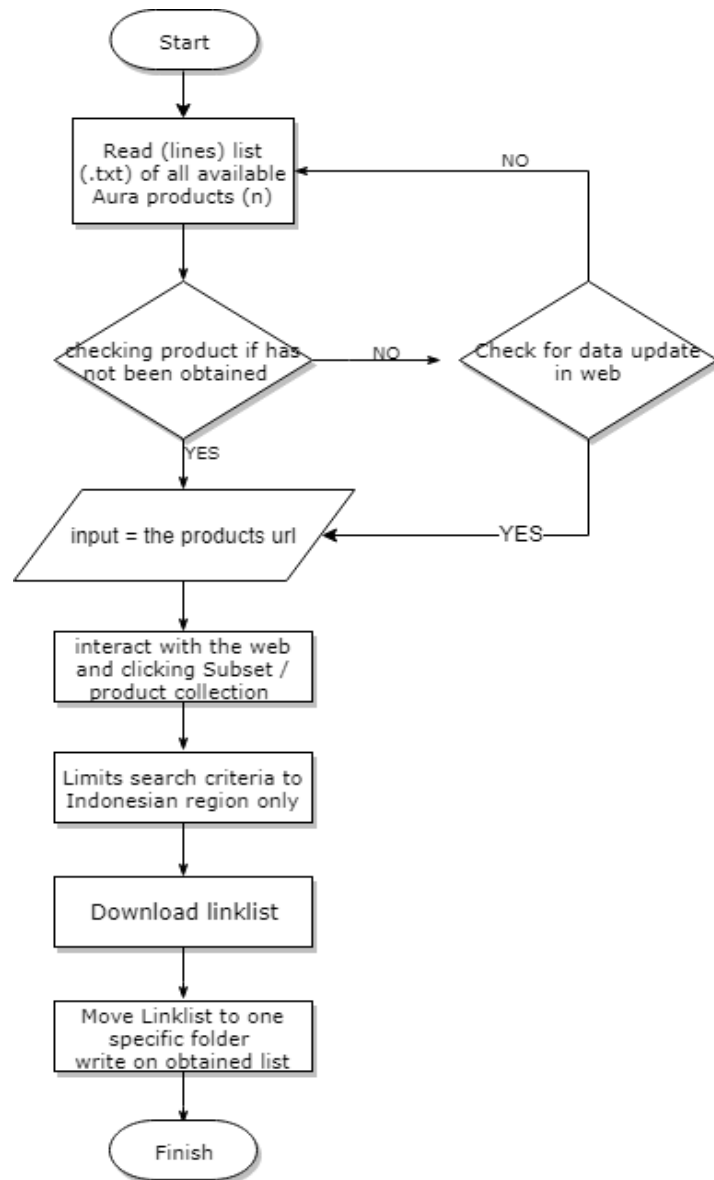 Start
Read (lines) list
(.txt) of all available
Aura products (n)
NO
checking product if has
not been obtained
NO
Check for data update
in web
YES
input = the products url
YES
interact with the web
and clicking Subset /
product collection
Limits search criteria to
Indonesian region only
Download linklist
Move Linklist to one
specific folder
write on obtained list
Finish